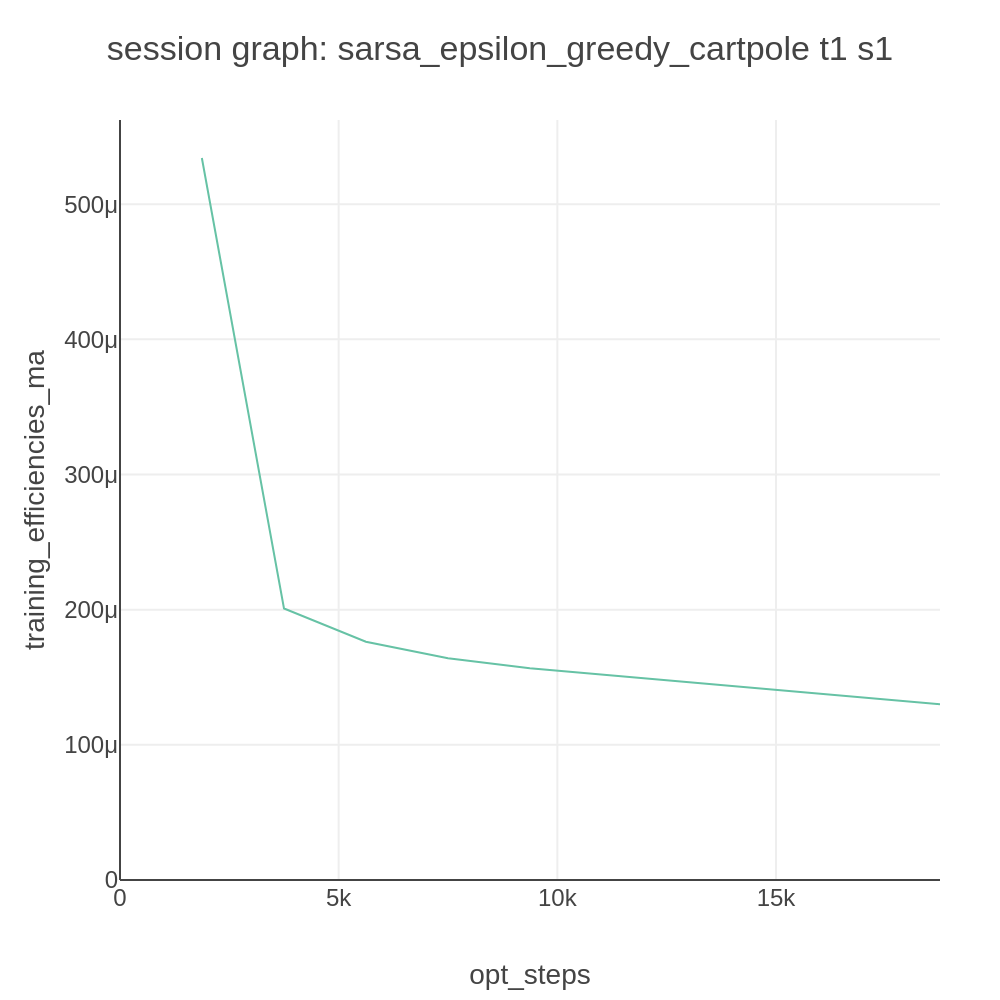 session graph: sarsa_epsilon_greedy_cartpole t1 s1
training_efficiencies_ma
500μ
400μ
300μ
200μ
100μ
0
0
5k
10k
15k
opt_steps